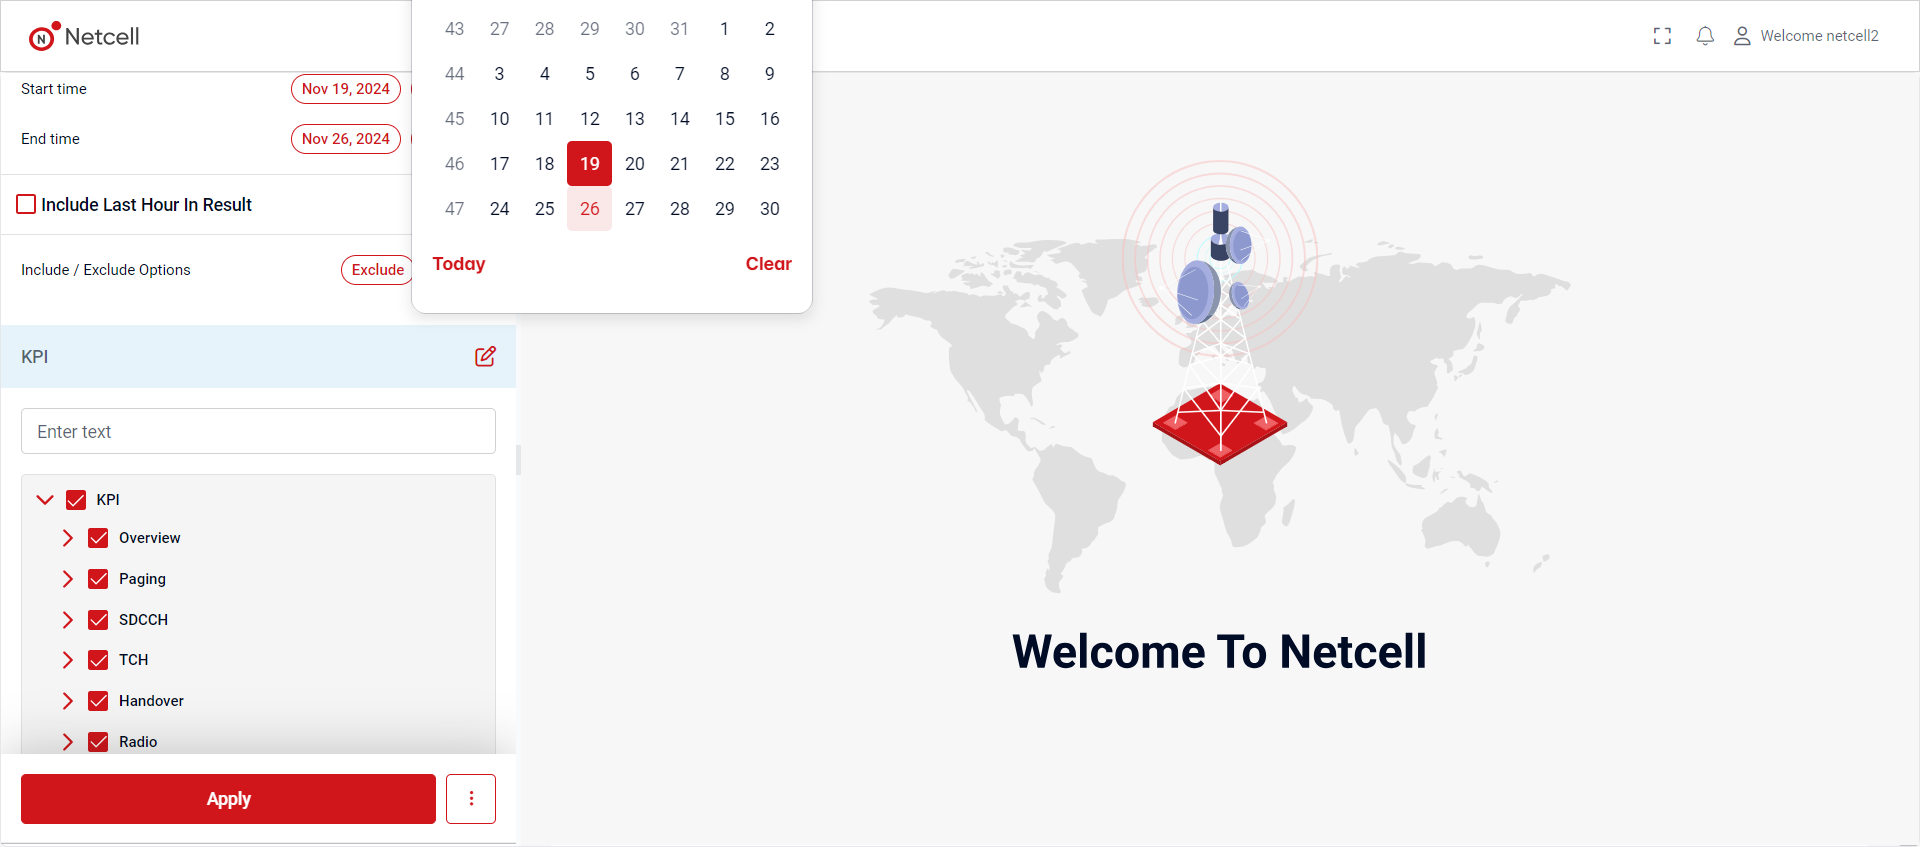 N Netcell
Welcome netcell2
Start time Nov 19, 2024
End time Nov 26, 2024
Include Last Hour In Result
Include / Exclude Options Exclude
43 27 28 29 30 31 1 2
44 3 4 5 6 7 8 9
45 10 11 12 13 14 15 16
46 17 18 19 20 21 22 23
47 24 25 26 27 28 29 30
Today Clear
KPI
Enter text
KPI
Overview
Paging
SDCCH
TCH
Handover
Radio
Apply
Welcome To Netcell